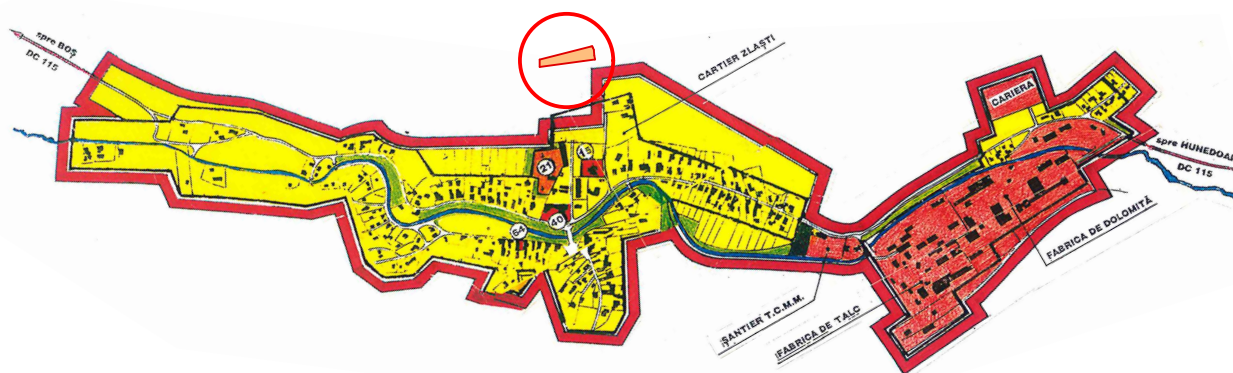 spre BOȘ
DC 115
CARTIER ZLAȘTI
CARIERA
21
15
40
64
spre HUNEDOARA
DC 115
FABRICA DE DOLOMITĂ
ȘANTIER T.C.M.M.
FABRICA DE TALC